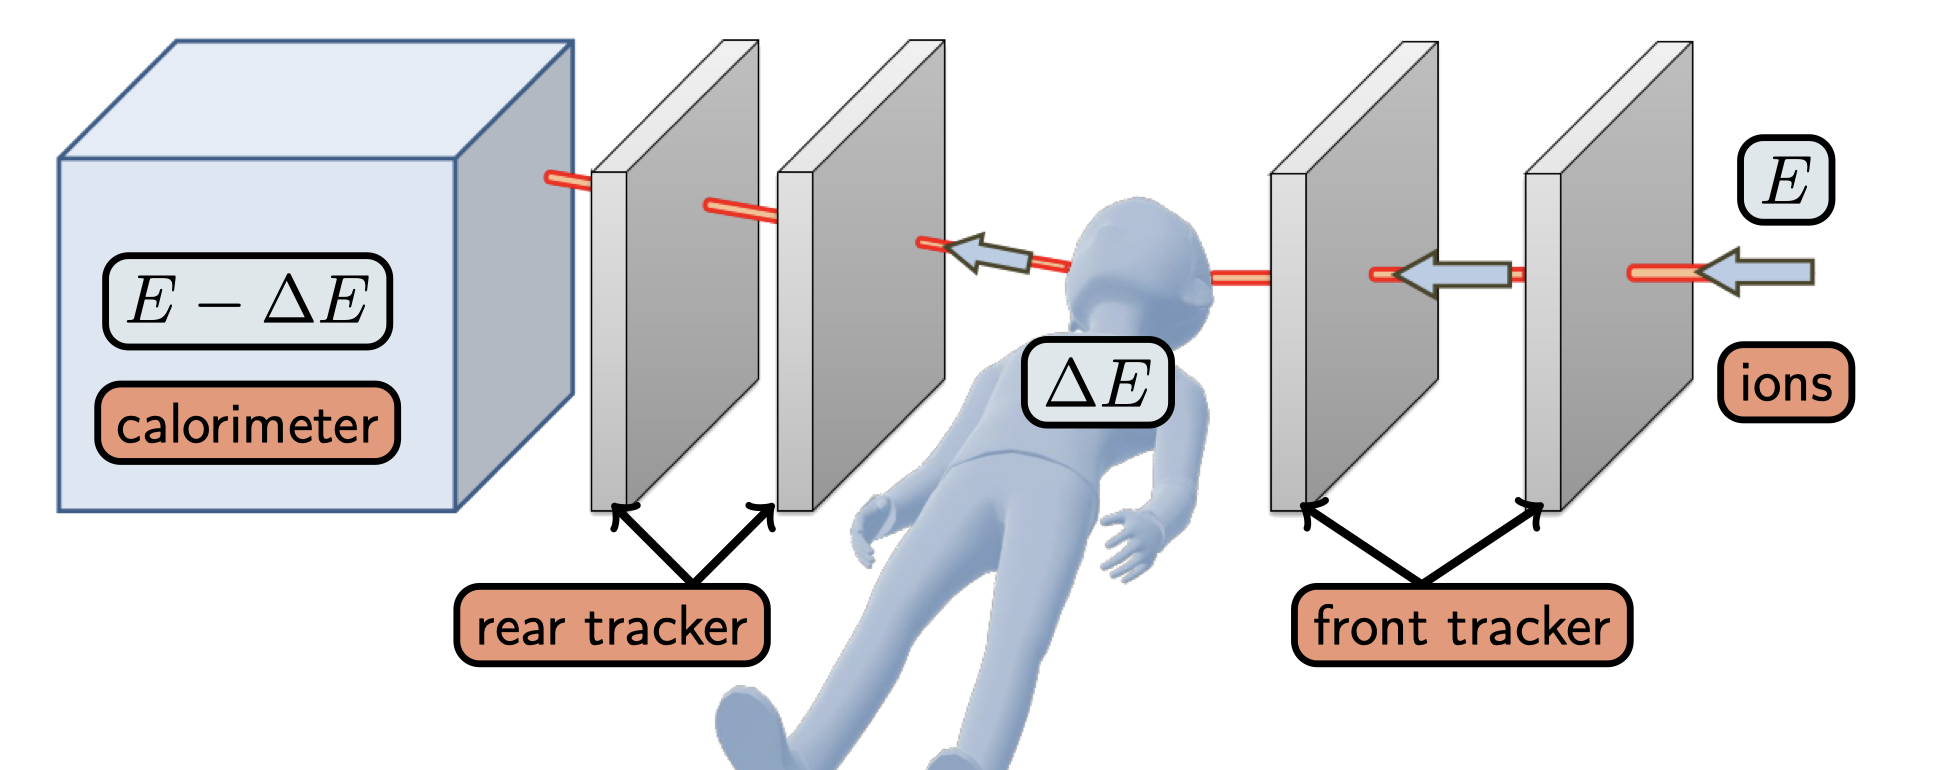 E
E − ΔE
ΔE
ions
calorimeter
rear tracker
front tracker